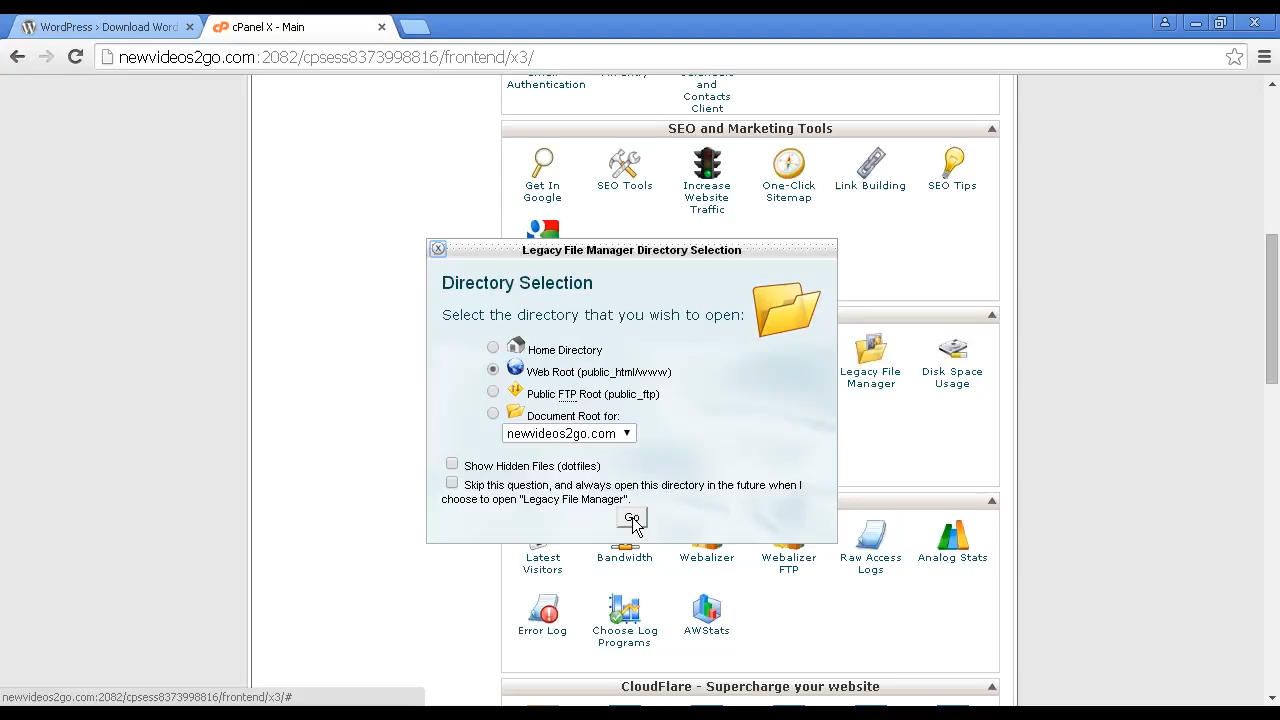 WordPress › Download Word
cPanel X - Main
newvideos2go.com:2082/cpsess8373998816/frontend/x3/
Authentication
and
Contacts
Client
SEO and Marketing Tools
Get In
Google
SEO Tools
Increase
Website
Traffic
One-Click
Sitemap
Link Building
SEO Tips
Legacy File Manager Directory Selection
Directory Selection
Select the directory that you wish to open:
Home Directory
Web Root (public_html/www)
Public FTP Root (public_ftp)
Document Root for:
newvideos2go.com
Show Hidden Files (dotfiles)
Skip this question, and always open this directory in the future when I
choose to open "Legacy File Manager".
Go
Legacy File
Manager
Disk Space
Usage
Latest
Visitors
Bandwidth
Webalizer
Webalizer
FTP
Raw Access
Logs
Analog Stats
Error Log
Choose Log
Programs
AWStats
newvideos2go.com:2082/cpsess8373998816/frontend/x3/#
CloudFlare - Supercharge your website